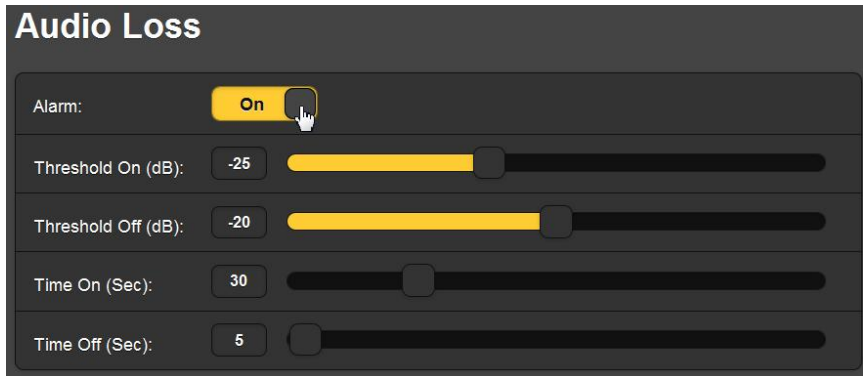 Audio Loss
Alarm: On
Threshold On (dB): -25
Threshold Off (dB): -20
Time On (Sec): 30
Time Off (Sec): 5